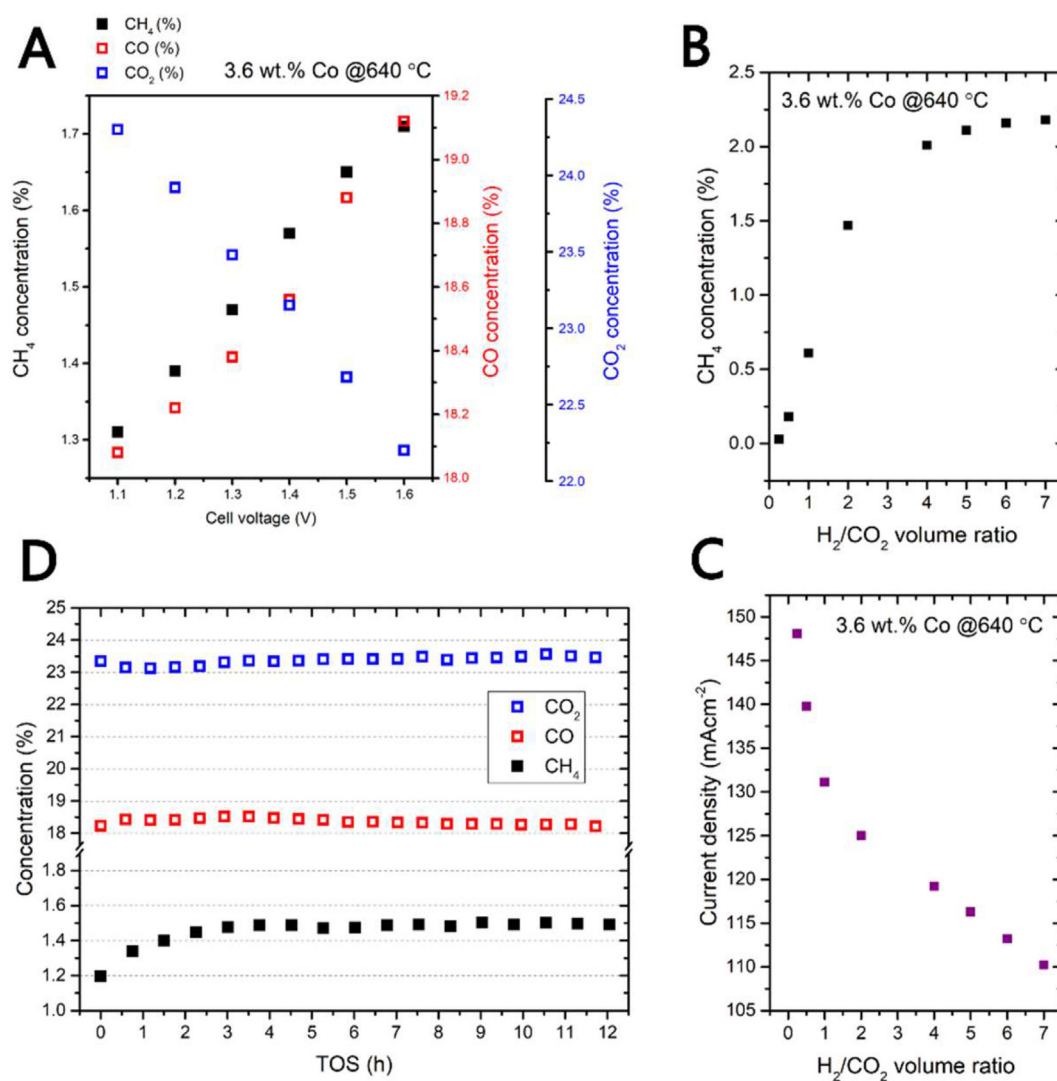 A
CH₄ (%)
CO (%)
CO₂ (%)
3.6 wt.% Co @640 °C
CH₄ concentration (%)
1.7
1.6
1.5
1.4
1.3
1.1 1.2 1.3 1.4 1.5 1.6
Cell voltage (V)
19.2
19.0
18.8
18.6
18.4
18.2
18.0
CO concentration (%)
24.5
24.0
23.5
23.0
22.5
22.0
CO₂ concentration (%)
B
3.6 wt.% Co @640 °C
CH₄ concentration (%)
2.5
2.0
1.5
1.0
0.5
0.0
0 1 2 3 4 5 6 7
H₂/CO₂ volume ratio
D
Concentration (%)
25
24
23
22
21
20
19
18
1.8
1.6
1.4
1.2
1.0
CO₂
CO
CH₄
0 1 2 3 4 5 6 7 8 9 10 11 12
TOS (h)
C
3.6 wt.% Co @640 °C
Current density (mAcm⁻²)
150
145
140
135
130
125
120
115
110
105
0 1 2 3 4 5 6 7
H₂/CO₂ volume ratio